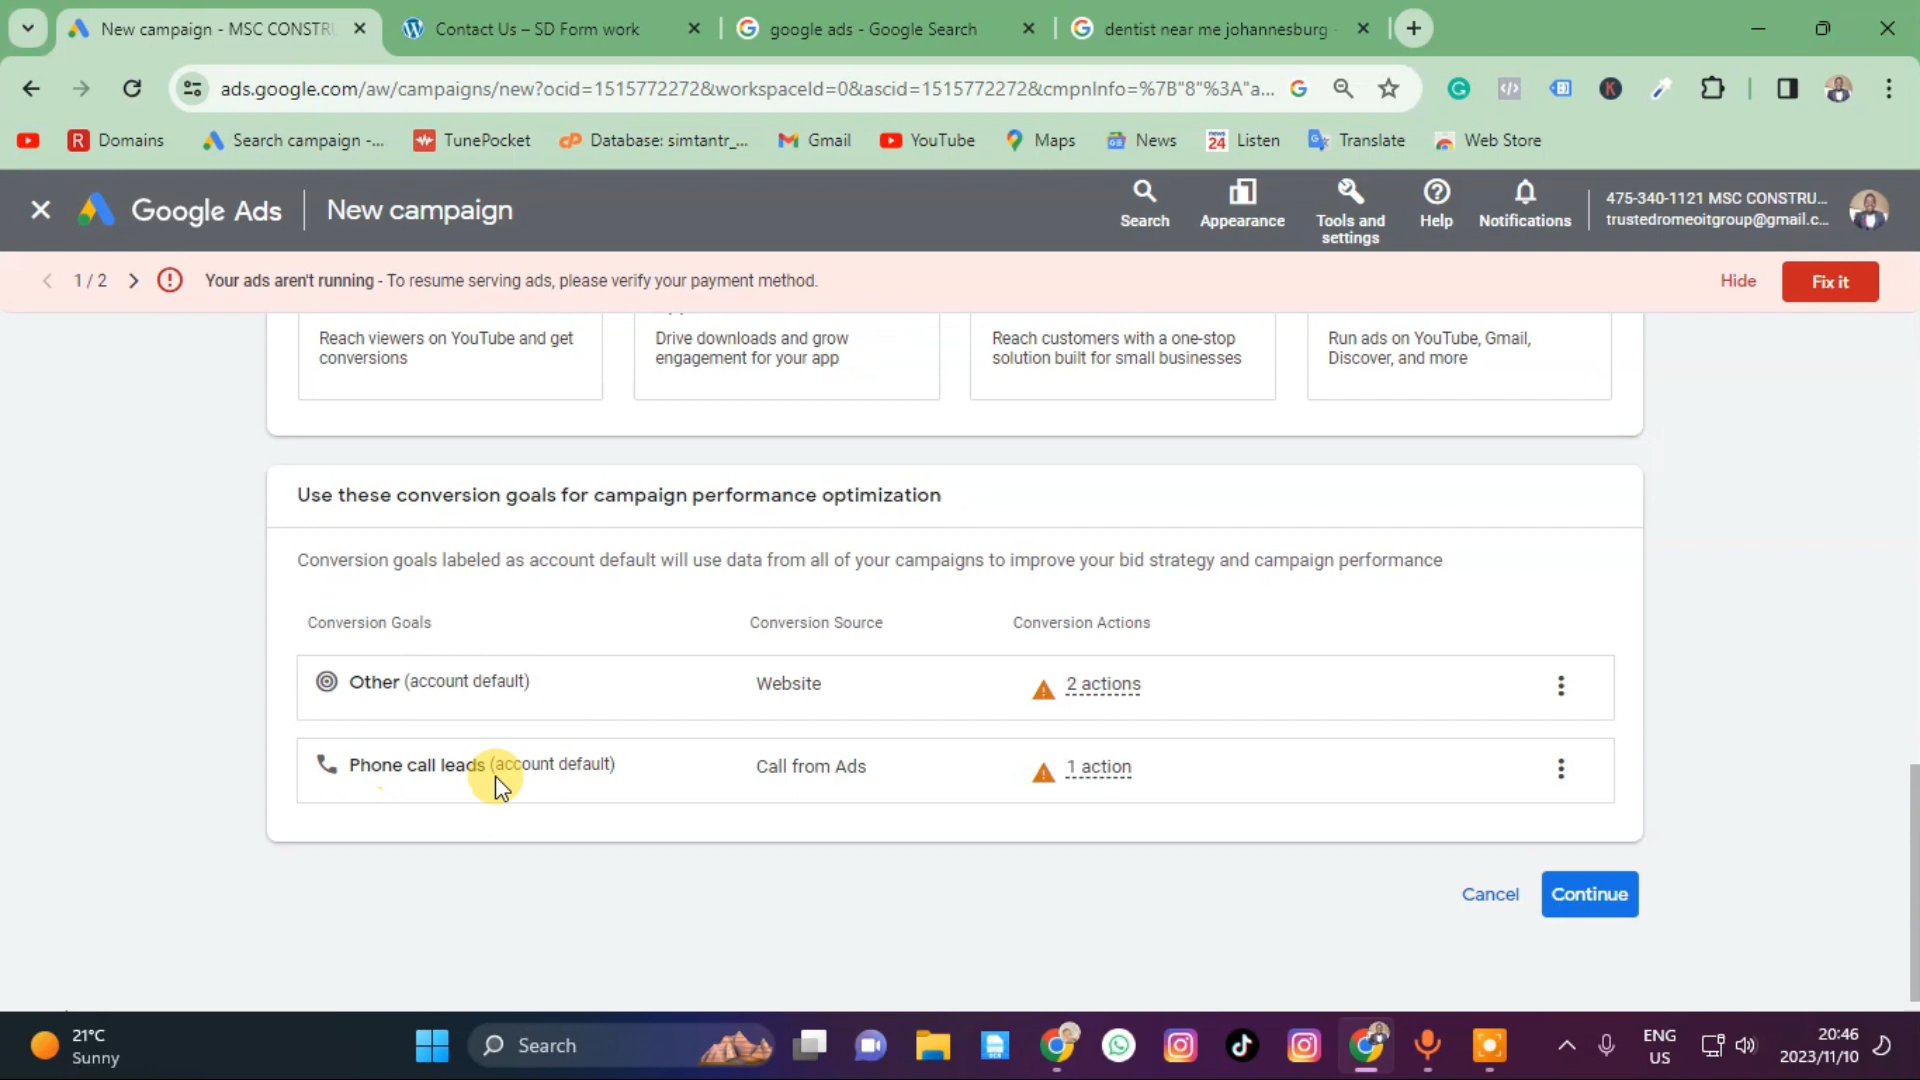 New campaign - MSC CONSTR
Contact Us – SD Form work
google ads - Google Search
dentist near me johannesburg
ads.google.com/aw/campaigns/new?ocid=1515772272&workspaceId=0&ascid=1515772272&cmpnInfo=%7B"8"%3A"a...
Domains
Search campaign -...
TunePocket
Database: simtantr_...
Gmail
YouTube
Maps
News
Listen
Translate
Web Store
Google Ads
New campaign
Search
Appearance
Tools and
settings
Help
Notifications
475-340-1121 MSC CONSTRU...
trustedromeoitgroup@gmail.c...
1 / 2
Your ads aren't running - To resume serving ads, please verify your payment method.
Hide
Fix it
Reach viewers on YouTube and get
conversions
Drive downloads and grow
engagement for your app
Reach customers with a one-stop
solution built for small businesses
Run ads on YouTube, Gmail,
Discover, and more
Use these conversion goals for campaign performance optimization
Conversion goals labeled as account default will use data from all of your campaigns to improve your bid strategy and campaign performance
Conversion Goals
Conversion Source
Conversion Actions
Other (account default)
Website
2 actions
Phone call leads (account default)
Call from Ads
1 action
Cancel
Continue
21°C
Sunny
Search
ENG
US
20:46
2023/11/10